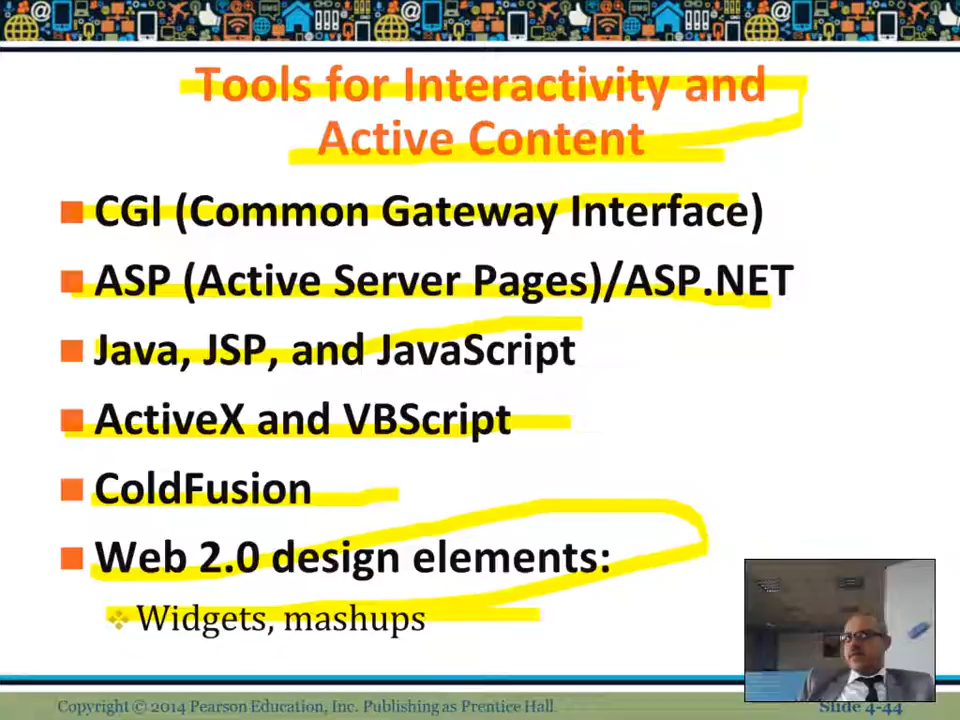 Tools for Interactivity and
Active Content
CGI (Common Gateway Interface)
ASP (Active Server Pages)/ASP.NET
Java, JSP, and JavaScript
ActiveX and VBScript
ColdFusion
Web 2.0 design elements:
Widgets, mashups
Copyright © 2014 Pearson Education, Inc. Publishing as Prentice Hall
Slide 4-44